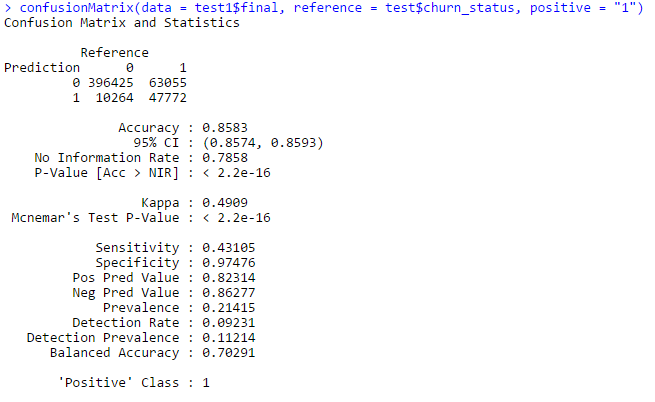 > confusionMatrix(data = test1$final, reference = test$churn_status, positive = "1")
Confusion Matrix and Statistics
Reference
Prediction 0 1
0 396425 63055
1 10264 47772
Accuracy : 0.8583
95% CI : (0.8574, 0.8593)
No Information Rate : 0.7858
P-Value [Acc > NIR] : < 2.2e-16
Kappa : 0.4909
Mcnemar's Test P-Value : < 2.2e-16
Sensitivity : 0.43105
Specificity : 0.97476
Pos Pred Value : 0.82314
Neg Pred Value : 0.86277
Prevalence : 0.21415
Detection Rate : 0.09231
Detection Prevalence : 0.11214
Balanced Accuracy : 0.70291
'Positive' Class : 1